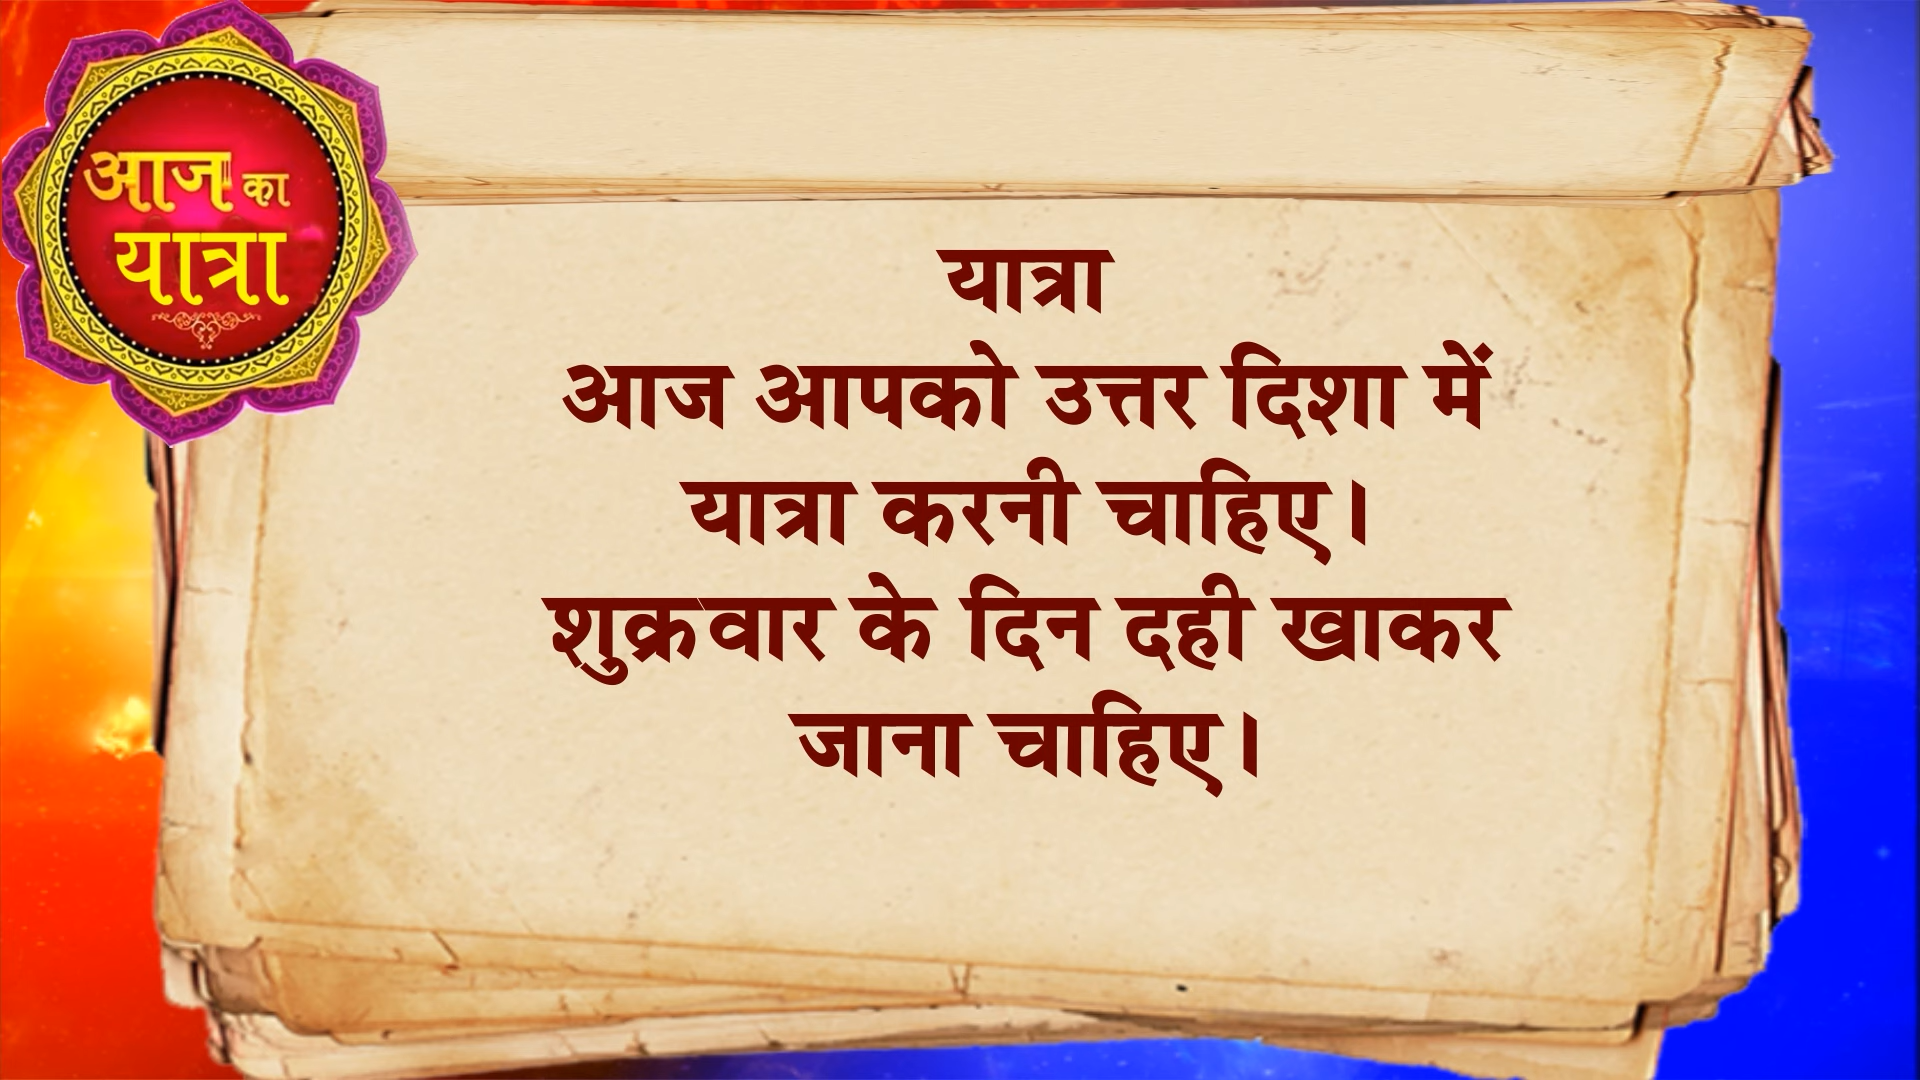 आज का
यात्रा
यात्रा
आज आपको उत्तर दिशा में
यात्रा करनी चाहिए।
शुक्रवार के दिन दही खाकर
जाना चाहिए।